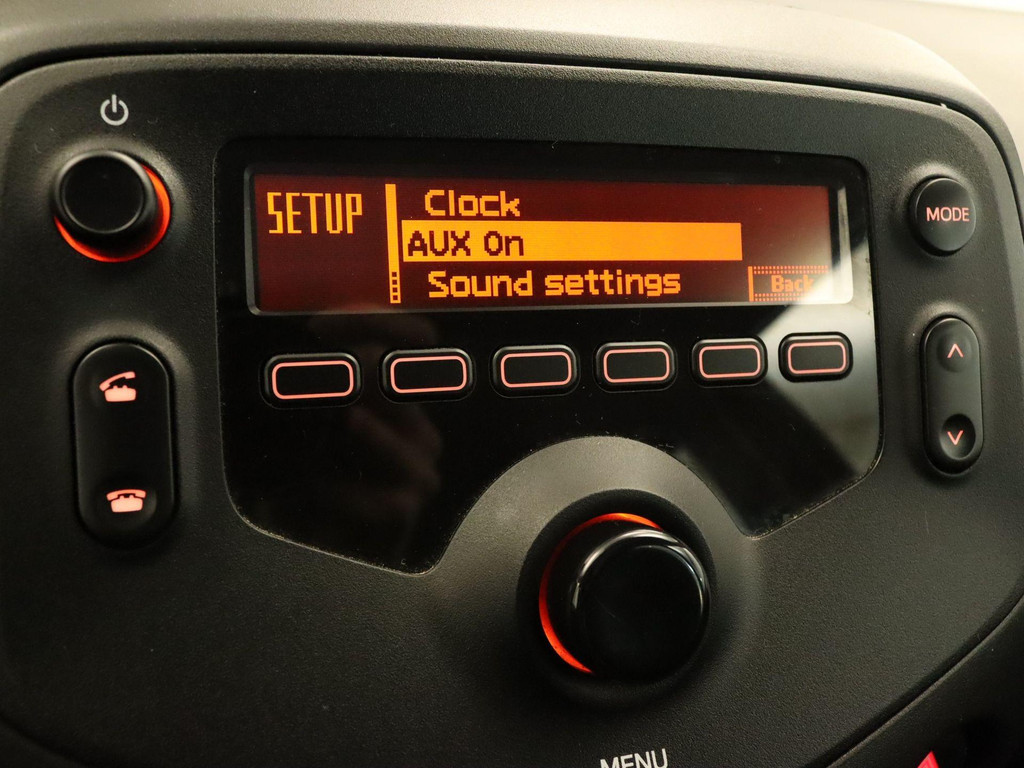 SETUP
Clock
AUX On
Sound settings
Back
MODE
MENU